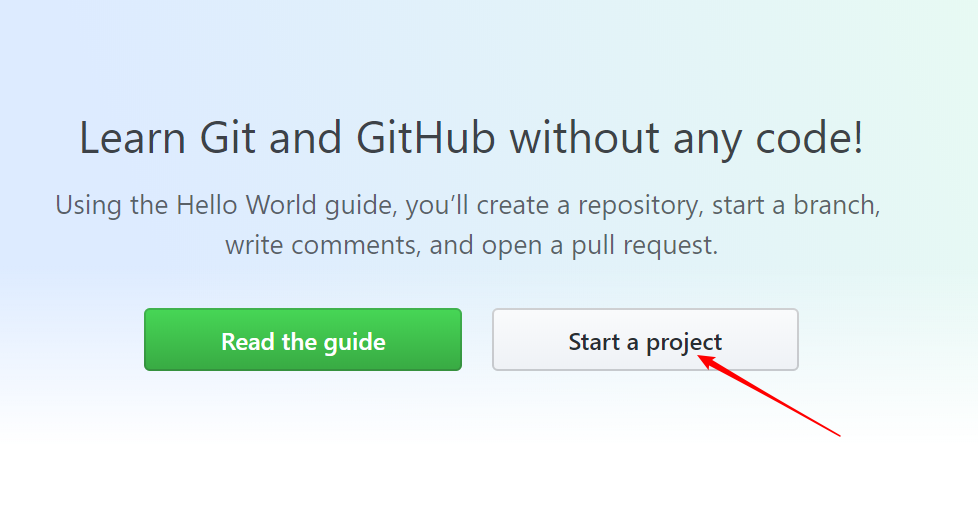 Learn Git and GitHub without any code!
Using the Hello World guide, you’ll create a repository, start a branch,
write comments, and open a pull request.
Read the guide
Start a project